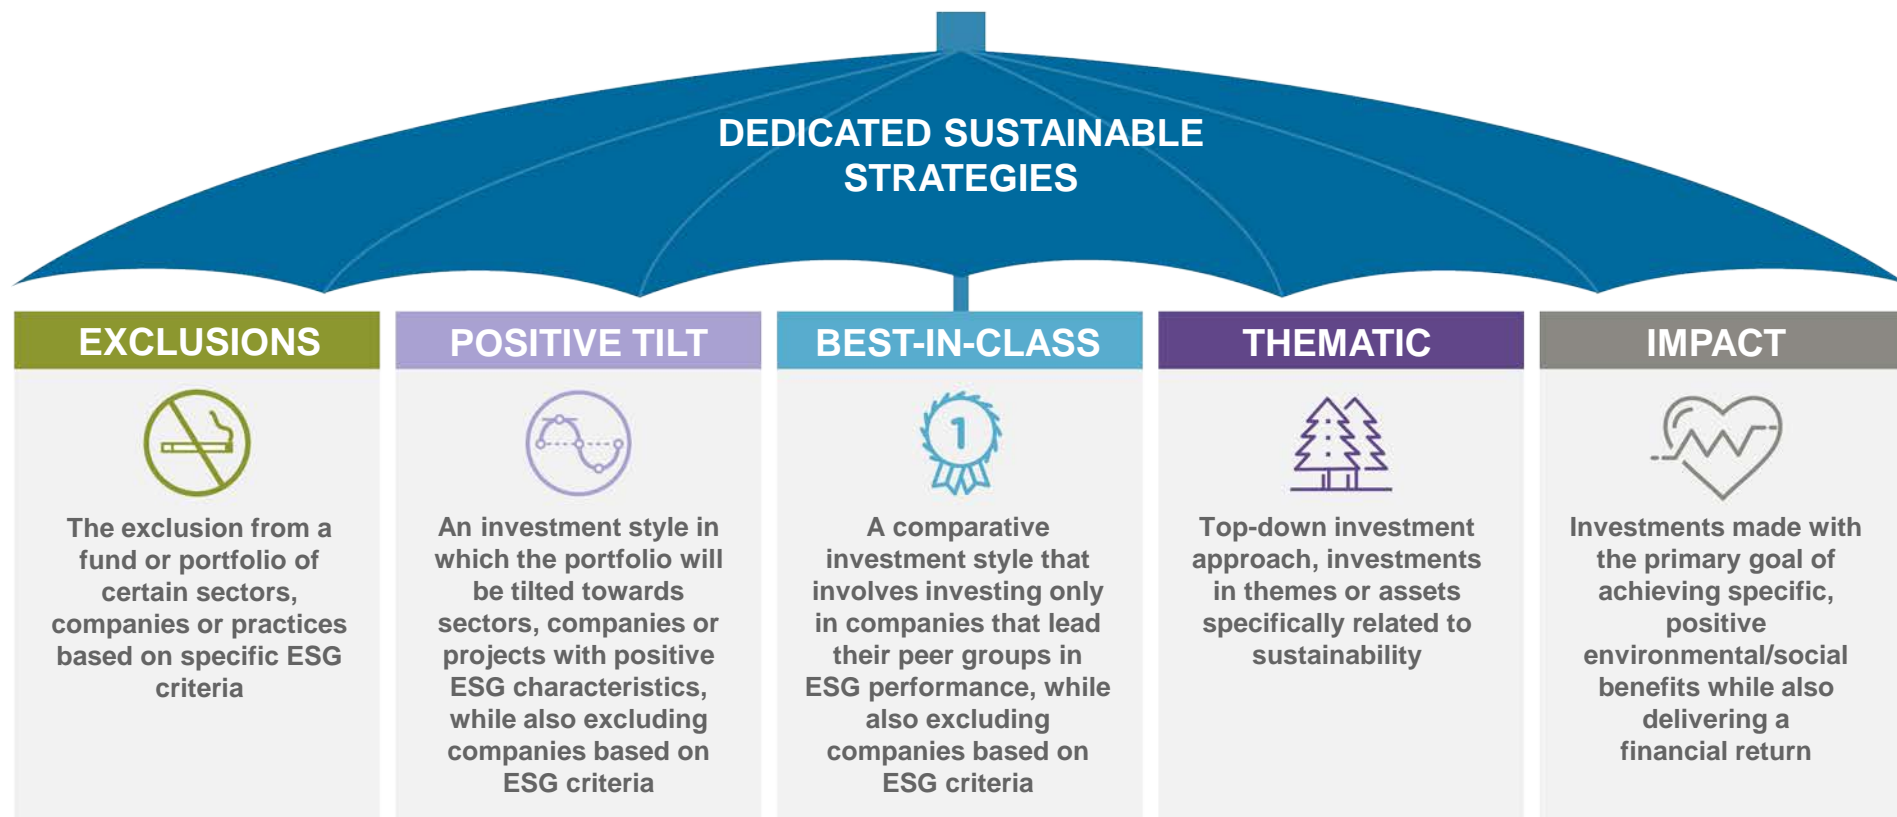 DEDICATED SUSTAINABLE
STRATEGIES
EXCLUSIONS
The exclusion from a
fund or portfolio of
certain sectors,
companies or practices
based on specific ESG
criteria
POSITIVE TILT
An investment style in
which the portfolio will
be tilted towards
sectors, companies or
projects with positive
ESG characteristics,
while also excluding
companies based on
ESG criteria
BEST-IN-CLASS
1
A comparative
investment style that
involves investing only
in companies that lead
their peer groups in
ESG performance, while
also excluding
companies based on
ESG criteria
THEMATIC
Top-down investment
approach, investments
in themes or assets
specifically related to
sustainability
IMPACT
Investments made with
the primary goal of
achieving specific,
positive
environmental/social
benefits while also
delivering a
financial return